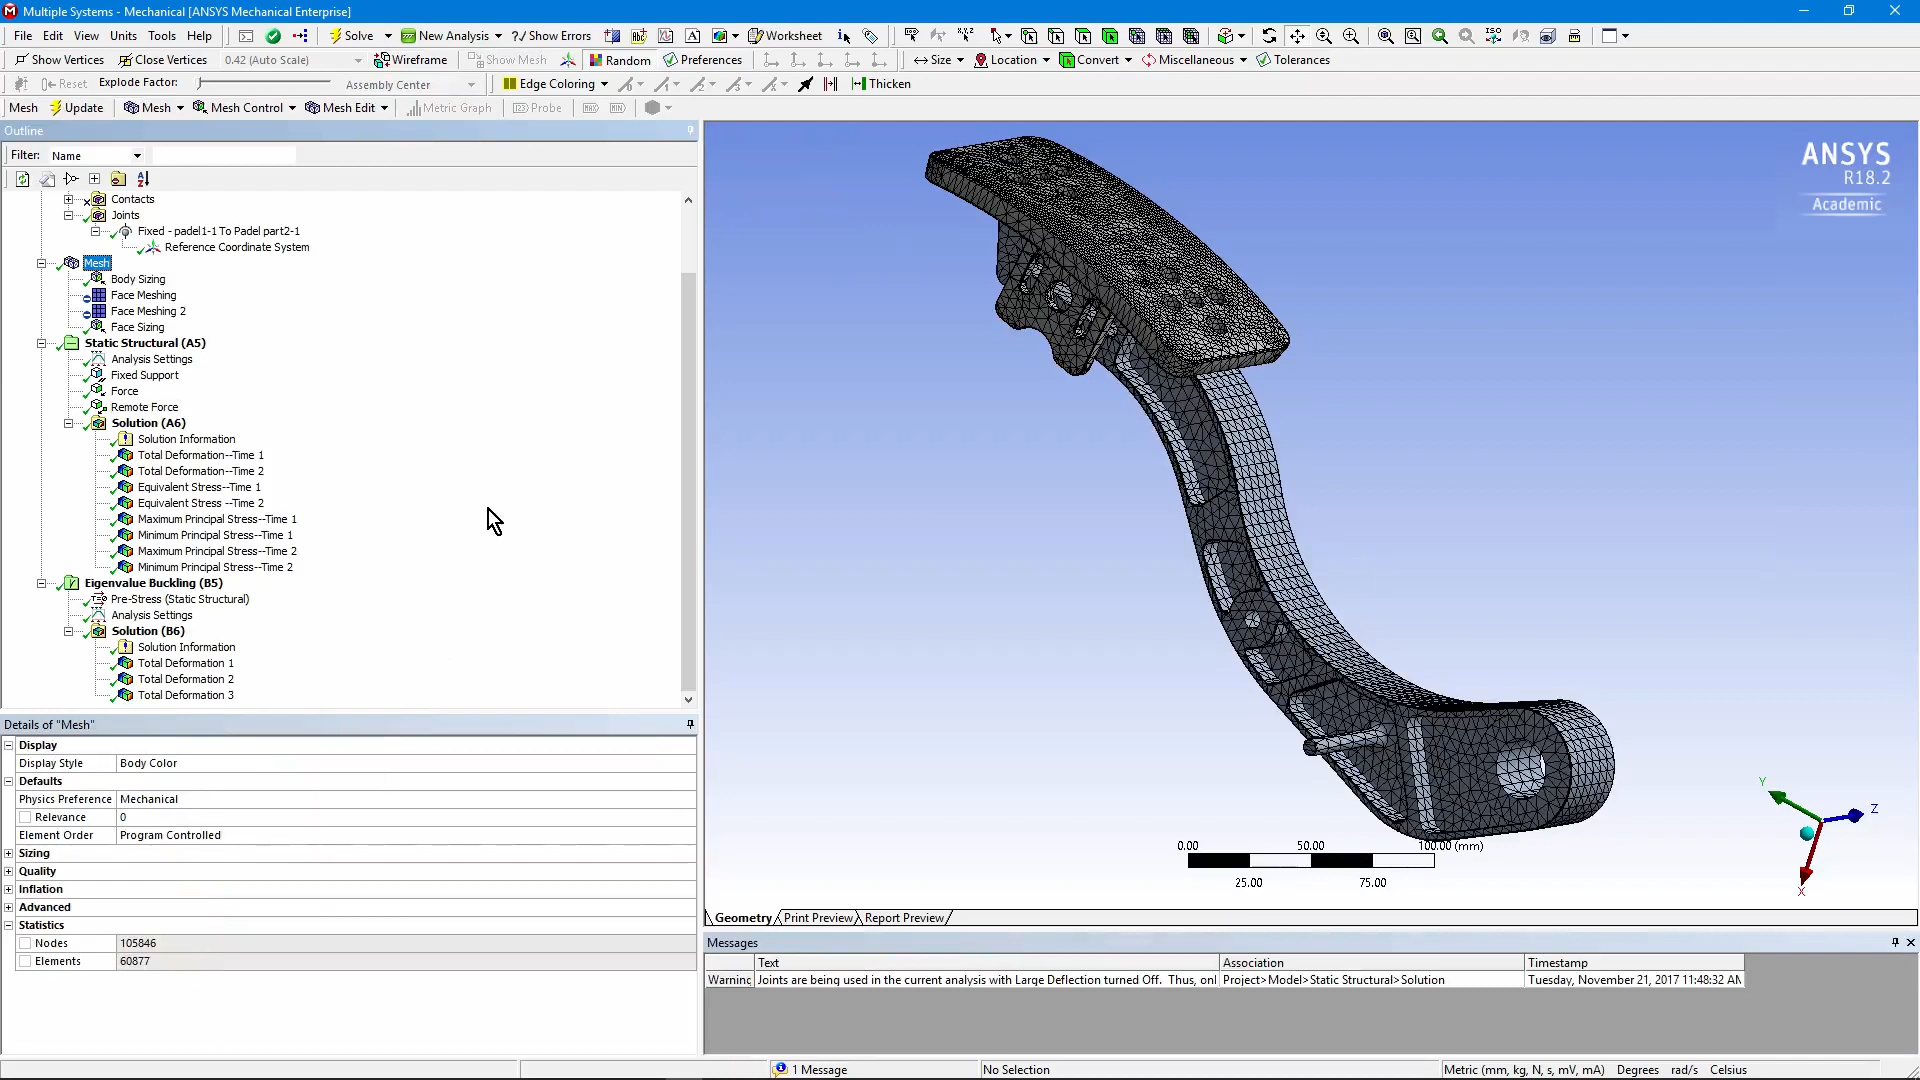 Multiple Systems - Mechanical [ANSYS Mechanical Enterprise]
File Edit View Units Tools Help Solve New Analysis Show Errors Worksheet
Show Vertices Close Vertices 0.42 (Auto Scale) Wireframe Show Mesh Random Preferences Size Location Convert Miscellaneous Tolerances
Reset Explode Factor: Assembly Center Edge Coloring Thicken
Mesh Update Mesh Mesh Control Mesh Edit Metric Graph Probe
Outline
Filter: Name
Contacts
Joints
Fixed - padel1-1 To Padel part2-1
Reference Coordinate System
Mesh
Body Sizing
Face Meshing
Face Meshing 2
Face Sizing
Static Structural (A5)
Analysis Settings
Fixed Support
Force
Remote Force
Solution (A6)
Solution Information
Total Deformation--Time 1
Total Deformation--Time 2
Equivalent Stress--Time 1
Equivalent Stress --Time 2
Maximum Principal Stress--Time 1
Minimum Principal Stress--Time 1
Maximum Principal Stress--Time 2
Minimum Principal Stress--Time 2
Eigenvalue Buckling (B5)
Pre-Stress (Static Structural)
Analysis Settings
Solution (B6)
Solution Information
Total Deformation 1
Total Deformation 2
Total Deformation 3
Details of "Mesh"
Display
Display Style Body Color
Defaults
Physics Preference Mechanical
Relevance 0
Element Order Program Controlled
Sizing
Quality
Inflation
Advanced
Statistics
Nodes 105846
Elements 60877
ANSYS
R18.2
Academic
Y
Z
X
0.00 50.00 100.00 (mm)
25.00 75.00
Geometry Print Preview Report Preview
Messages
Text Association Timestamp
Warning Joints are being used in the current analysis with Large Deflection turned Off. Thus, onl Project>Model>Static Structural>Solution Tuesday, November 21, 2017 11:48:32 AM
1 Message No Selection Metric (mm, kg, N, s, mV, mA) Degrees rad/s Celsius